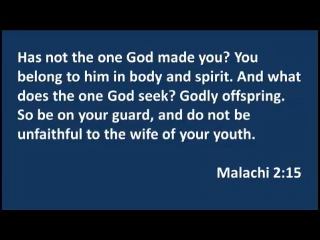 Has not the one God made you? You
belong to him in body and spirit. And what
does the one God seek? Godly offspring.
So be on your guard, and do not be
unfaithful to the wife of your youth.
Malachi 2:15